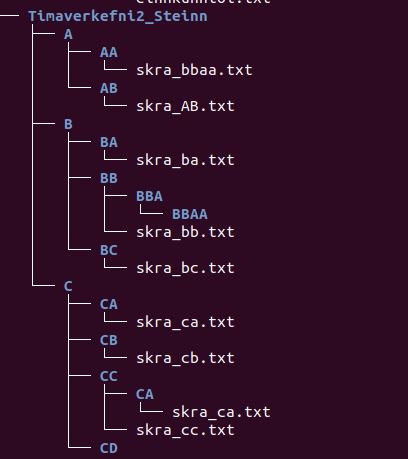 Timaverkefni2_Steinn
A
AA
skra_bbaa.txt
AB
skra_AB.txt
B
BA
skra_ba.txt
BB
BBA
BBAA
skra_bb.txt
BC
skra_bc.txt
C
CA
skra_ca.txt
CB
skra_cb.txt
CC
CA
skra_ca.txt
skra_cc.txt
CD